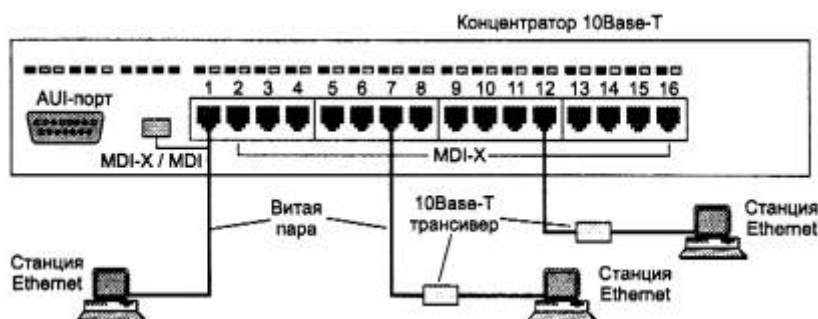 Концентратор 10Base-T
1 2 3 4 5 6 7 8 9 10 11 12 13 14 15 16
AUI-порт
MDI-X / MDI
MDI-X
Витая
пара
10Base-T
трансивер
Станция
Ethernet
Станция
Ethernet
Станция
Ethernet